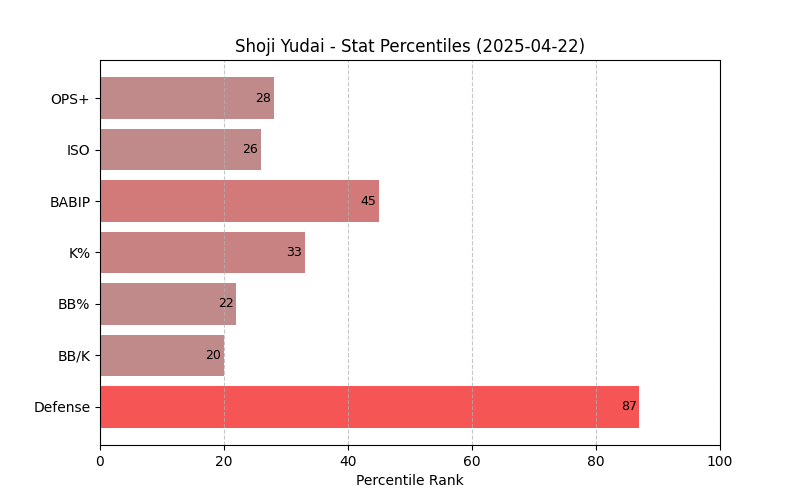 Shoji Yudai - Stat Percentiles (2025-04-22)
OPS+ 28
ISO 26
BABIP 45
K% 33
BB% 22
BB/K 20
Defense 87
0 20 40 60 80 100
Percentile Rank